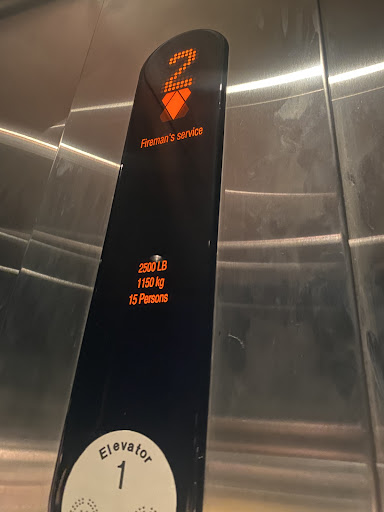 2
Fireman's service
2500 LB
1150 kg
15 Persons
Elevator
1